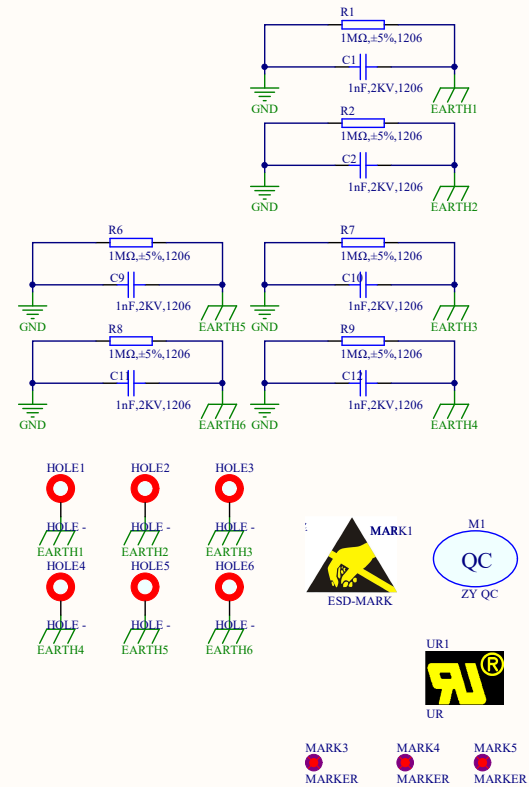 R1
1MΩ,±5%,1206
C1
1nF,2KV,1206
GND
EARTH1
R2
1MΩ,±5%,1206
C2
1nF,2KV,1206
GND
EARTH2
R6
1MΩ,±5%,1206
C9
1nF,2KV,1206
GND
EARTH5
R7
1MΩ,±5%,1206
C10
1nF,2KV,1206
GND
EARTH3
R8
1MΩ,±5%,1206
C11
1nF,2KV,1206
GND
EARTH6
R9
1MΩ,±5%,1206
C12
1nF,2KV,1206
GND
EARTH4
HOLE1
HOLE -
EARTH1
HOLE2
HOLE -
EARTH2
HOLE3
HOLE -
EARTH3
HOLE4
HOLE -
EARTH4
HOLE5
HOLE -
EARTH5
HOLE6
HOLE -
EARTH6
MARK1
ESD-MARK
M1
QC
ZY QC
UR1
UR
®
UR
MARK3
MARKER
MARK4
MARKER
MARK5
MARKER